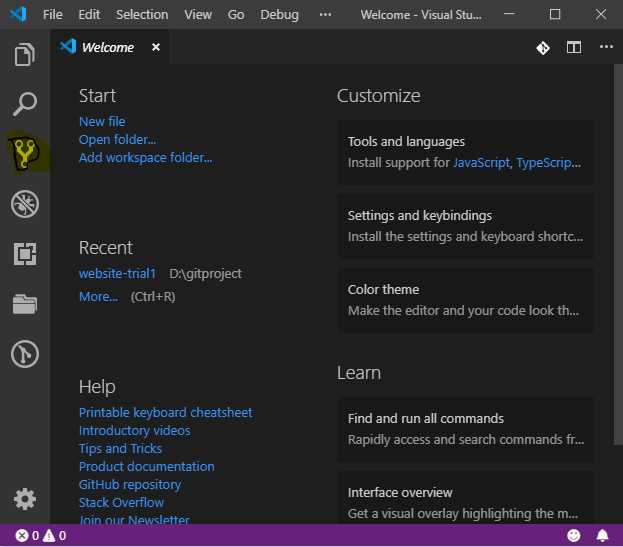 File Edit Selection View Go Debug ··· Welcome - Visual Stu...
Welcome
Start
New file
Open folder...
Add workspace folder...
Recent
website-trial1 D:\gitproject
More... (Ctrl+R)
Help
Printable keyboard cheatsheet
Introductory videos
Tips and Tricks
Product documentation
GitHub repository
Stack Overflow
Join our Newsletter
Customize
Tools and languages
Install support for JavaScript, TypeScrip...
Settings and keybindings
Install the settings and keyboard shortc...
Color theme
Make the editor and your code look th...
Learn
Find and run all commands
Rapidly access and search commands fr...
Interface overview
Get a visual overlay highlighting the m...
0 0